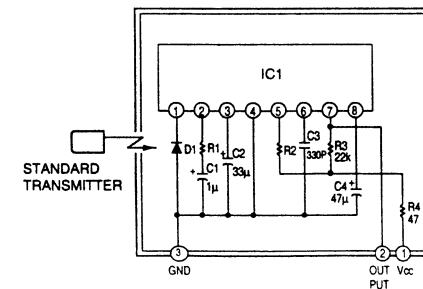 IC1
1 2 3 4 5 6 7 8
D1 R1 C2 33μ R2 C3 330P R3 22k
C1 1μ
C4 47μ
R4 47
STANDARD
TRANSMITTER
3 2 1
GND OUT PUT Vcc